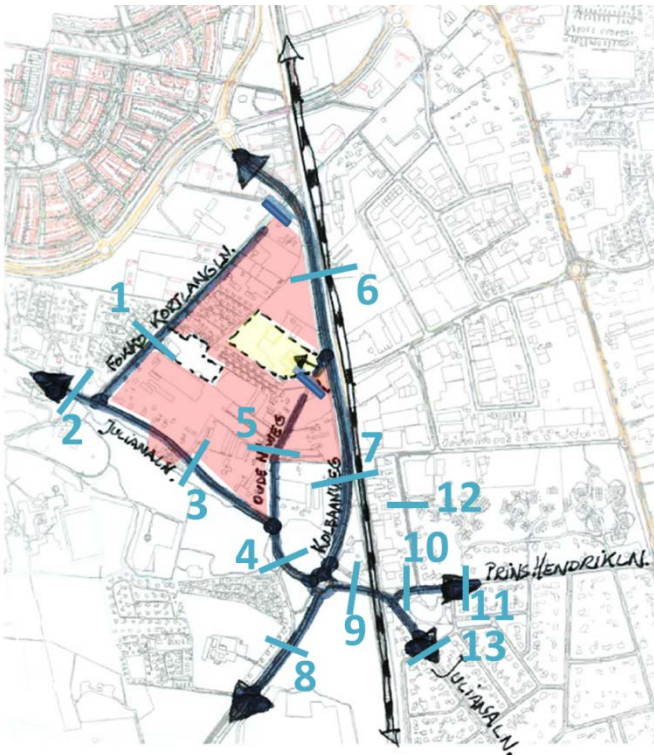 6
1
FOKKO KORTLANGLN.
2
JULIANALN.
3
5
OUDE N.WEG
7
KOLBAANWEG
12
4
10
PRINS HENDRIKLN.
9
11
8
13
JULIANALN.